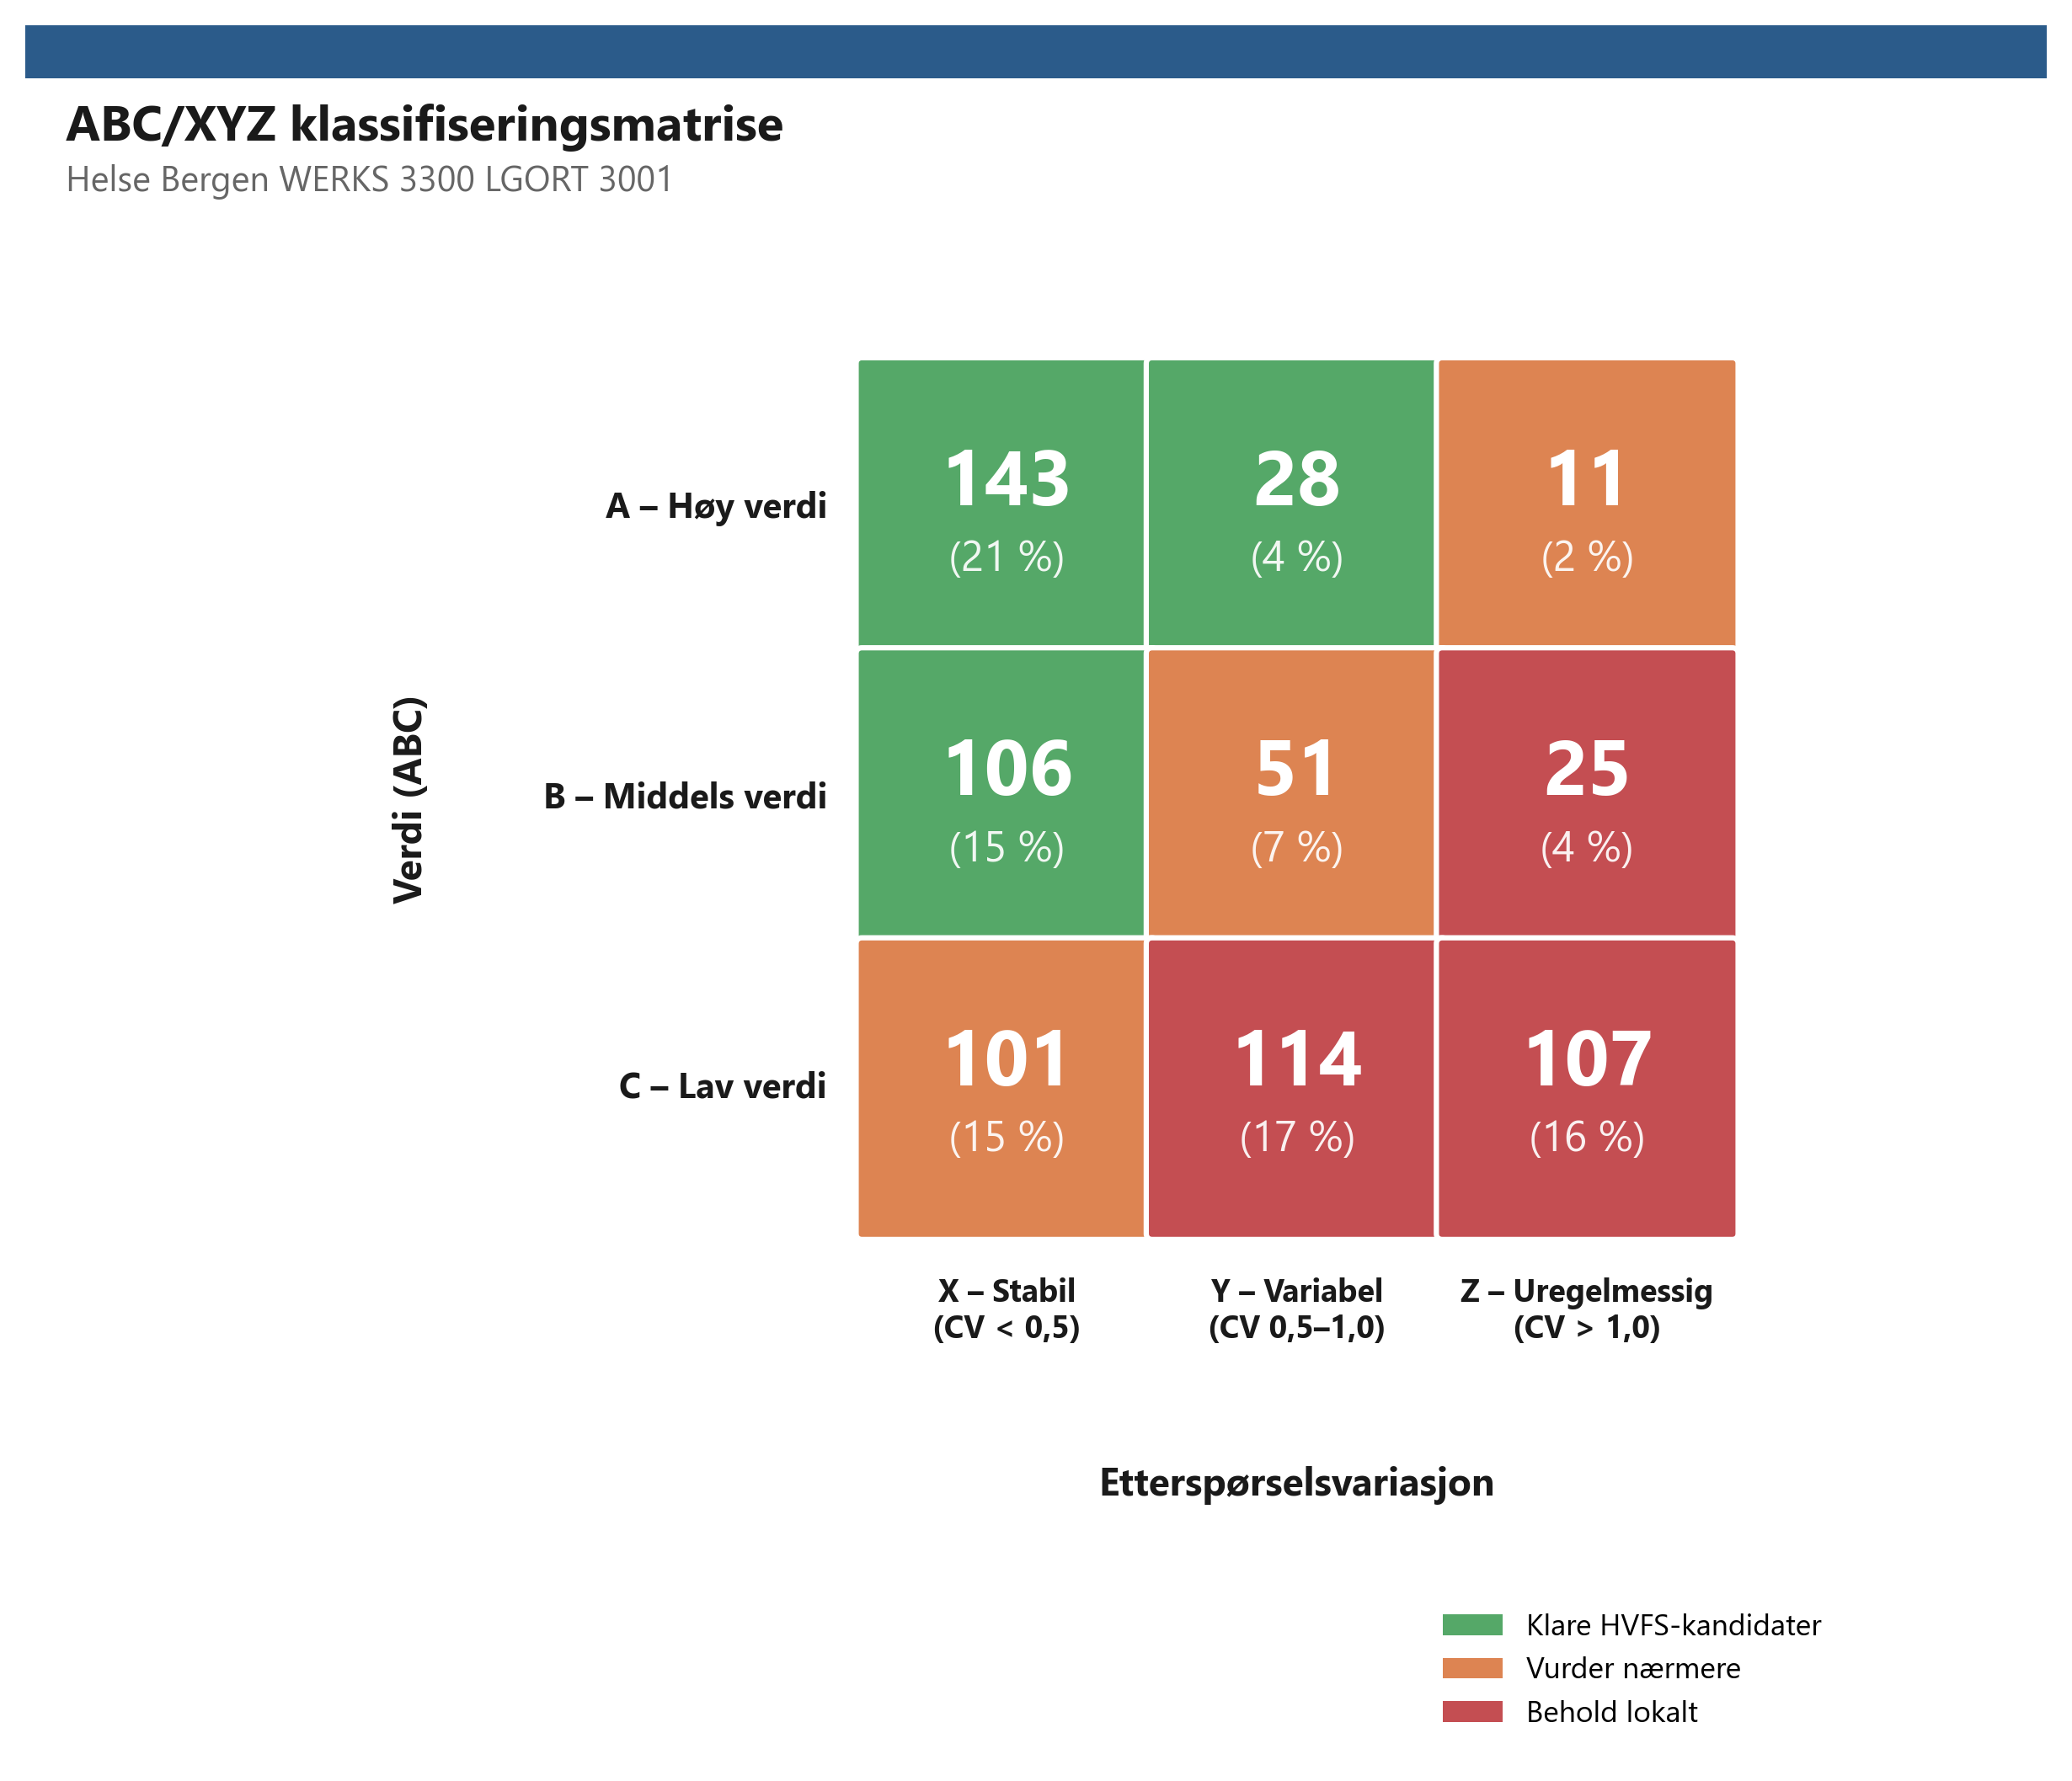 ABC/XYZ klassifiseringsmatrise
Helse Bergen WERKS 3300 LGORT 3001
Verdi (ABC)
A – Høy verdi
143
(21 %)
28
(4 %)
11
(2 %)
B – Middels verdi
106
(15 %)
51
(7 %)
25
(4 %)
C – Lav verdi
101
(15 %)
114
(17 %)
107
(16 %)
X – Stabil
(CV < 0,5)
Y – Variabel
(CV 0,5–1,0)
Z – Uregelmessig
(CV > 1,0)
Etterspørselsvariasjon
Klare HVFS-kandidater
Vurder nærmere
Behold lokalt